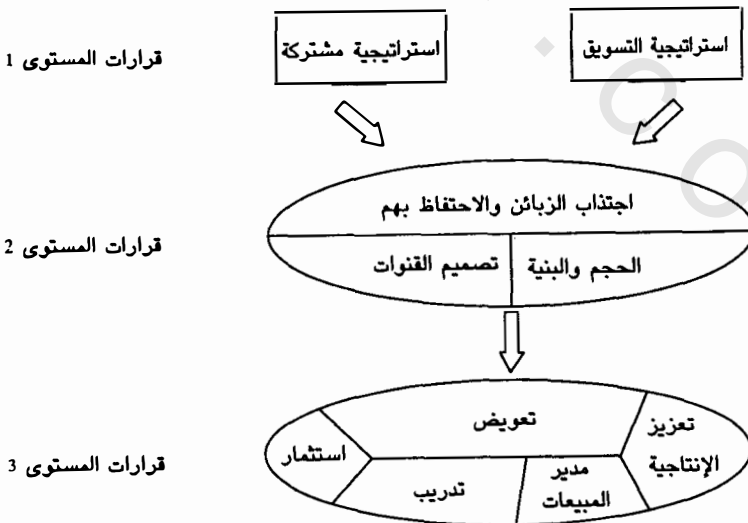 استراتيجية التسويق
استراتيجية مشتركة
قرارات المستوى 1
اجتذاب الزبائن والاحتفاظ بهم
الحجم والبنية
تصميم القنوات
قرارات المستوى 2
تعويض
تعزيز
الإنتاجية
استثمار
مدير
المبيعات
تدريب
قرارات المستوى 3